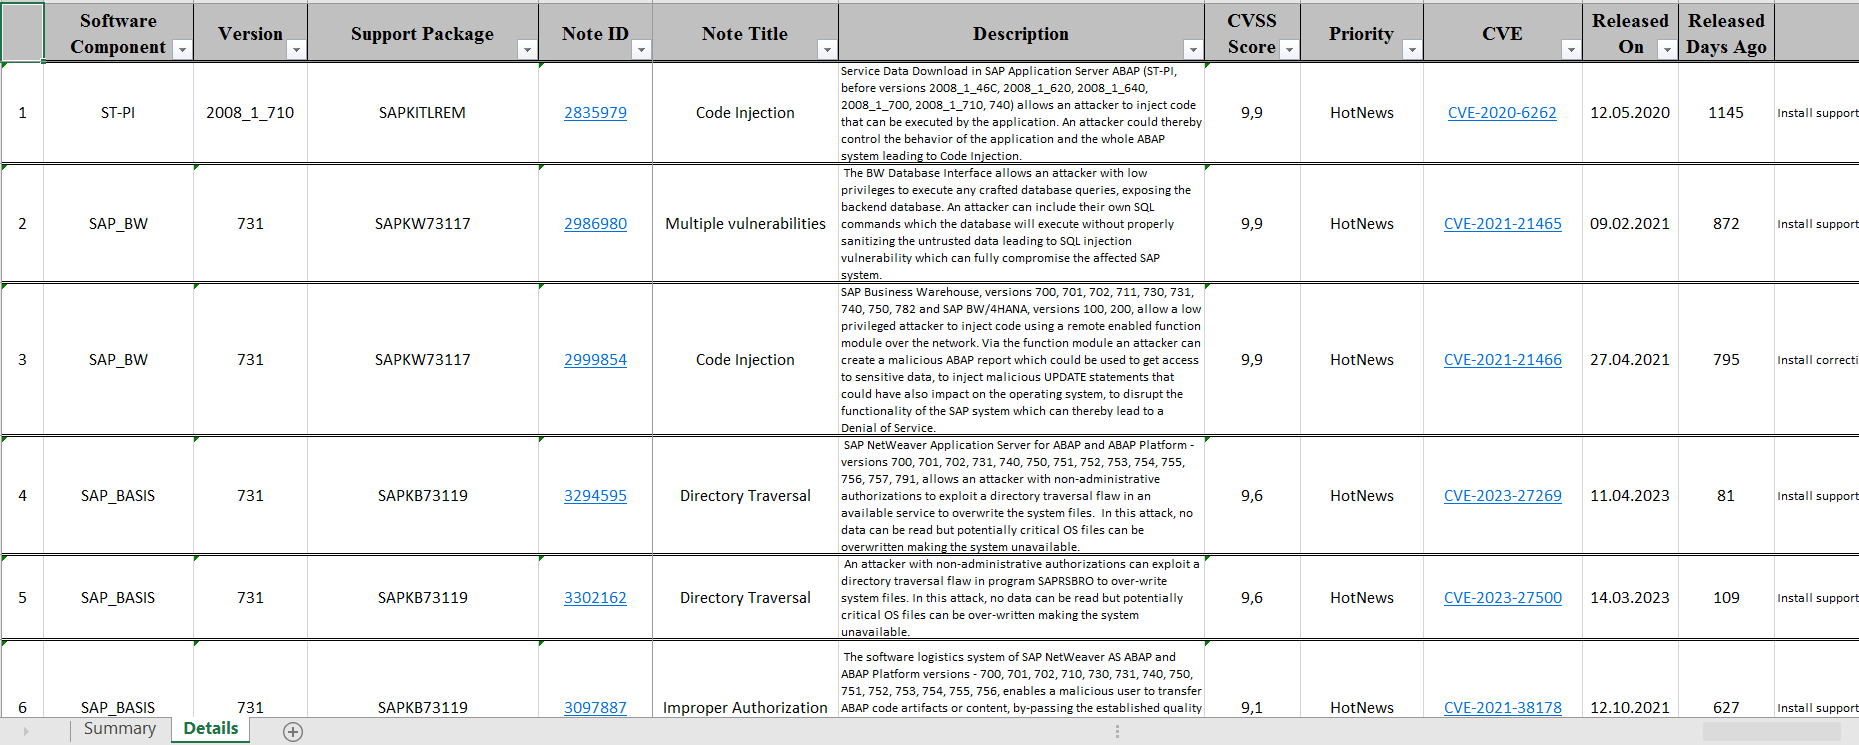 Software Component Version Support Package Note ID Note Title Description CVSS Score Priority CVE Released On Released Days Ago
1 ST-PI 2008_1_710 SAPKITLREM 2835979 Code Injection
Service Data Download in SAP Application Server ABAP (ST-PI,
before versions 2008_1_46C, 2008_1_620, 2008_1_640,
2008_1_700, 2008_1_710, 740) allows an attacker to inject code
that can be executed by the application. An attacker could thereby
control the behavior of the application and the whole ABAP
system leading to Code Injection.
9,9 HotNews CVE-2020-6262 12.05.2020 1145 Install support
2 SAP_BW 731 SAPKW73117 2986980 Multiple vulnerabilities
The BW Database Interface allows an attacker with low
privileges to execute any crafted database queries, exposing the
backend database. An attacker can include their own SQL
commands which the database will execute without properly
sanitizing the untrusted data leading to SQL injection
vulnerability which can fully compromise the affected SAP
system.
9,9 HotNews CVE-2021-21465 09.02.2021 872 Install support
3 SAP_BW 731 SAPKW73117 2999854 Code Injection
SAP Business Warehouse, versions 700, 701, 702, 711, 730, 731,
740, 750, 782 and SAP BW/4HANA, versions 100, 200, allow a low
privileged attacker to inject code using a remote enabled function
module over the network. Via the function module an attacker can
create a malicious ABAP report which could be used to get access
to sensitive data, to inject malicious UPDATE statements that
could have also impact on the operating system, to disrupt the
functionality of the SAP system which can thereby lead to a
Denial of Service.
9,9 HotNews CVE-2021-21466 27.04.2021 795 Install correcti
4 SAP_BASIS 731 SAPKB73119 3294595 Directory Traversal
SAP NetWeaver Application Server for ABAP and ABAP Platform -
versions 700, 701, 702, 731, 740, 750, 751, 752, 753, 754, 755,
756, 757, 791, allows an attacker with non-administrative
authorizations to exploit a directory traversal flaw in an
available service to overwrite the system files.  In this attack, no
data can be read but potentially critical OS files can be
overwritten making the system unavailable.
9,6 HotNews CVE-2023-27269 11.04.2023 81 Install support
5 SAP_BASIS 731 SAPKB73119 3302162 Directory Traversal
An attacker with non-administrative authorizations can exploit a
directory traversal flaw in program SAPRSBRO to over-write
system files. In this attack, no data can be read but potentially
critical OS files can be over-written making the system
unavailable.
9,6 HotNews CVE-2023-27500 14.03.2023 109 Install support
6 SAP_BASIS 731 SAPKB73119 3097887 Improper Authorization
The software logistics system of SAP NetWeaver AS ABAP and
ABAP Platform versions - 700, 701, 702, 710, 730, 731, 740, 750,
751, 752, 753, 754, 755, 756, enables a malicious user to transfer
ABAP code artifacts or content, by-passing the established quality
9,1 HotNews CVE-2021-38178 12.10.2021 627 Install support
Summary Details